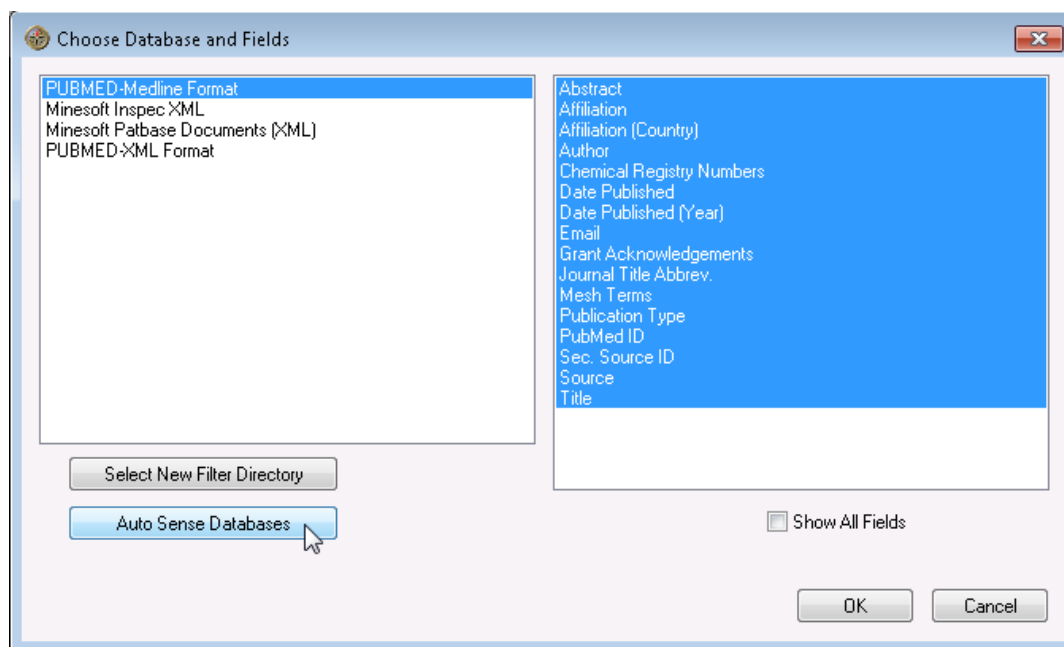 Choose Database and Fields
PUBMED-Medline Format
Minesoft Inspec XML
Minesoft Patbase Documents (XML)
PUBMED-XML Format
Abstract
Affiliation
Affiliation (Country)
Author
Chemical Registry Numbers
Date Published
Date Published (Year)
Email
Grant Acknowledgements
Journal Title Abbrev.
Mesh Terms
Publication Type
PubMed ID
Sec. Source ID
Source
Title
Select New Filter Directory
Auto Sense Databases
Show All Fields
OK
Cancel